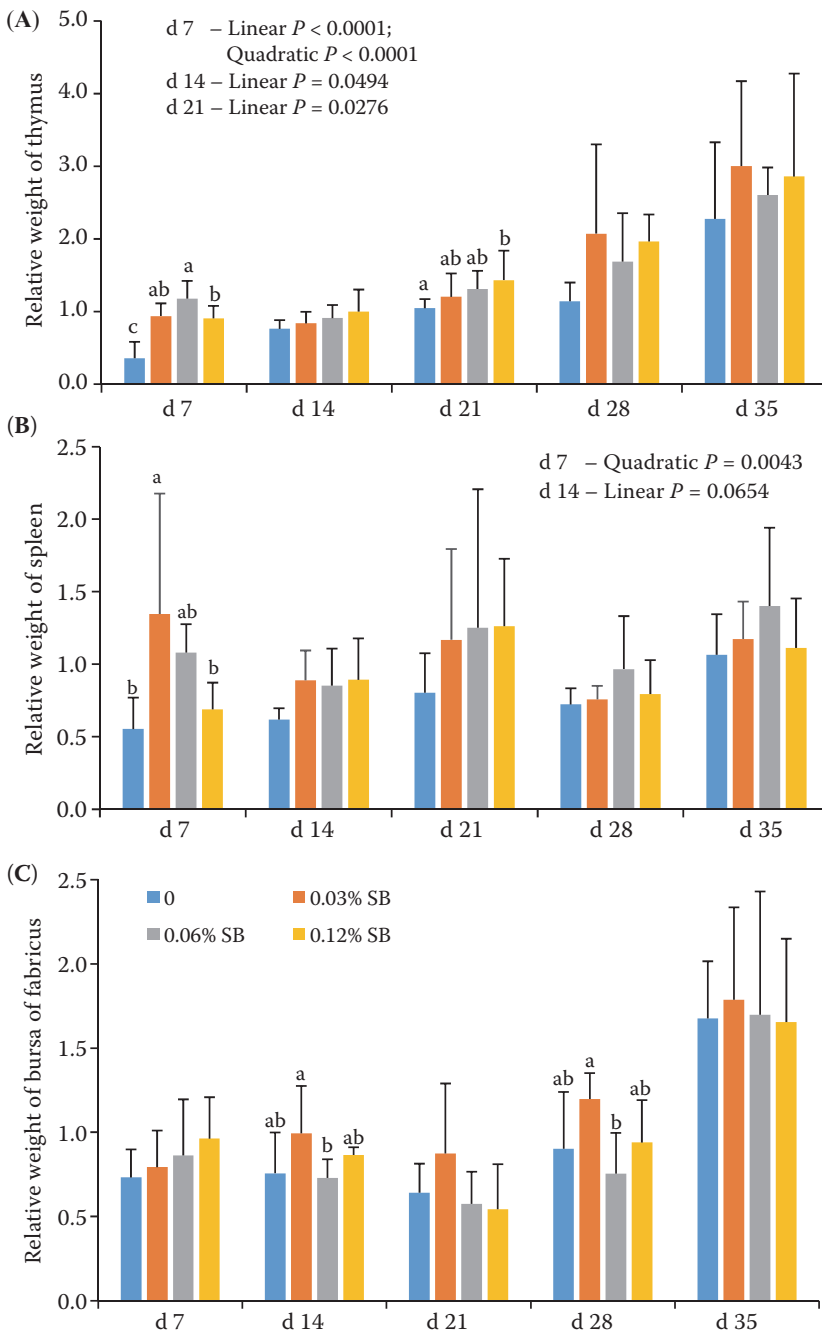 (A)
5.0
4.0
3.0
2.0
1.0
0.0
Relative weight of thymus
d 7 – Linear P < 0.0001;
Quadratic P < 0.0001
d 14 – Linear P = 0.0494
d 21 – Linear P = 0.0276
c ab a b
a ab ab b
d 7 d 14 d 21 d 28 d 35
(B)
2.5
2.0
1.5
1.0
0.5
0.0
Relative weight of spleen
d 7 – Quadratic P = 0.0043
d 14 – Linear P = 0.0654
b a ab b
d 7 d 14 d 21 d 28 d 35
(C)
2.5
2.0
1.5
1.0
0.5
0.0
Relative weight of bursa of fabricus
0 0.03% SB
0.06% SB 0.12% SB
ab a b ab
ab a b ab
d 7 d 14 d 21 d 28 d 35